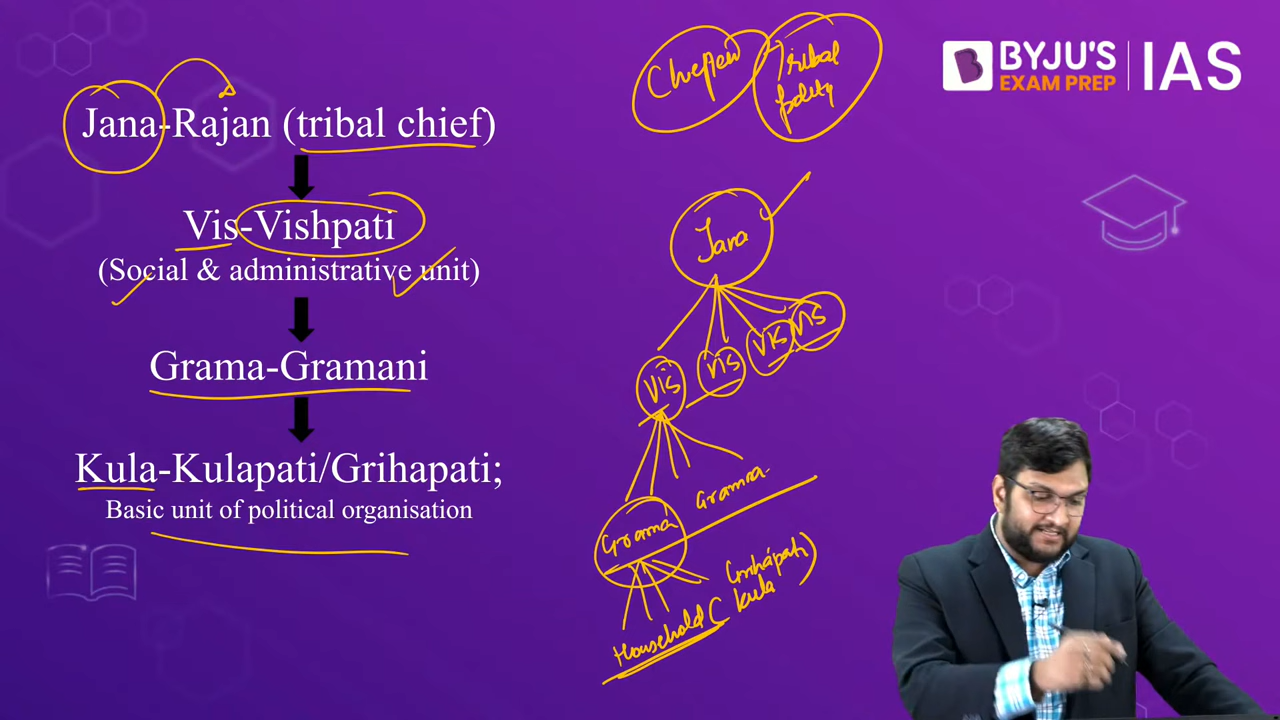 BYJU'S
EXAM PREP
IAS
Jana-Rajan (tribal chief)
Vis-Vishpati
(Social & administrative unit)
Grama-Gramani
Kula-Kulapati/Grihapati;
Basic unit of political organisation
Tribal
polity
Jana
Vis
Vis
Vis
Vis
Grama
Grama
Household (
Grihapati)
kula